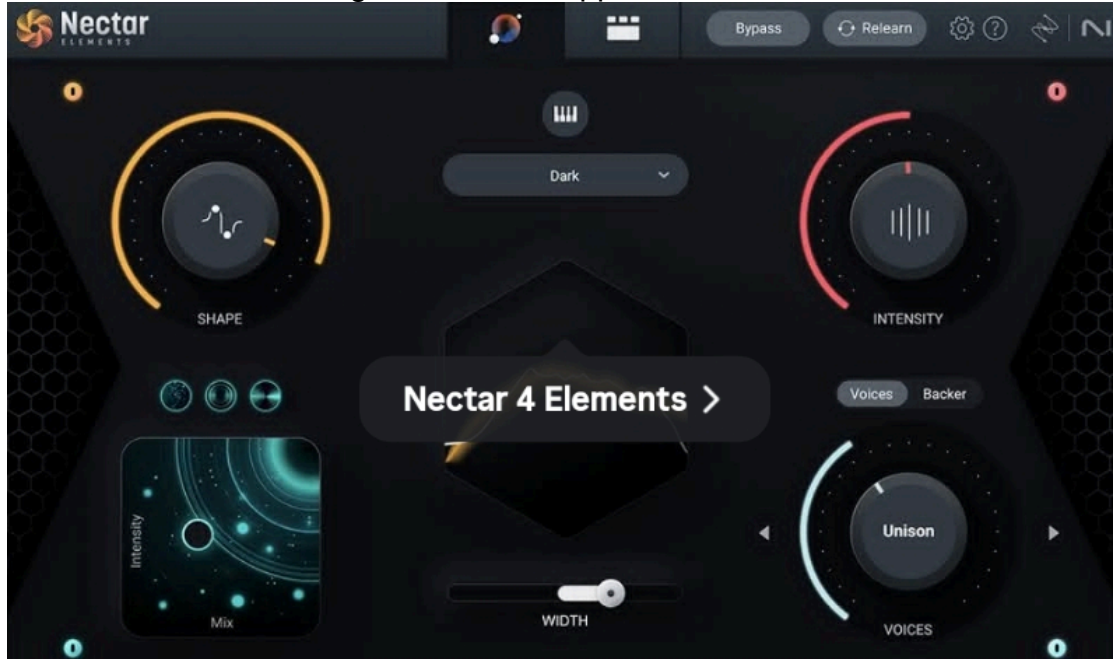 Nectar
ELEMENTS
Bypass
Relearn
Dark
SHAPE
INTENSITY
Nectar 4 Elements >
Voices Backer
Intensity
Mix
Unison
WIDTH
VOICES